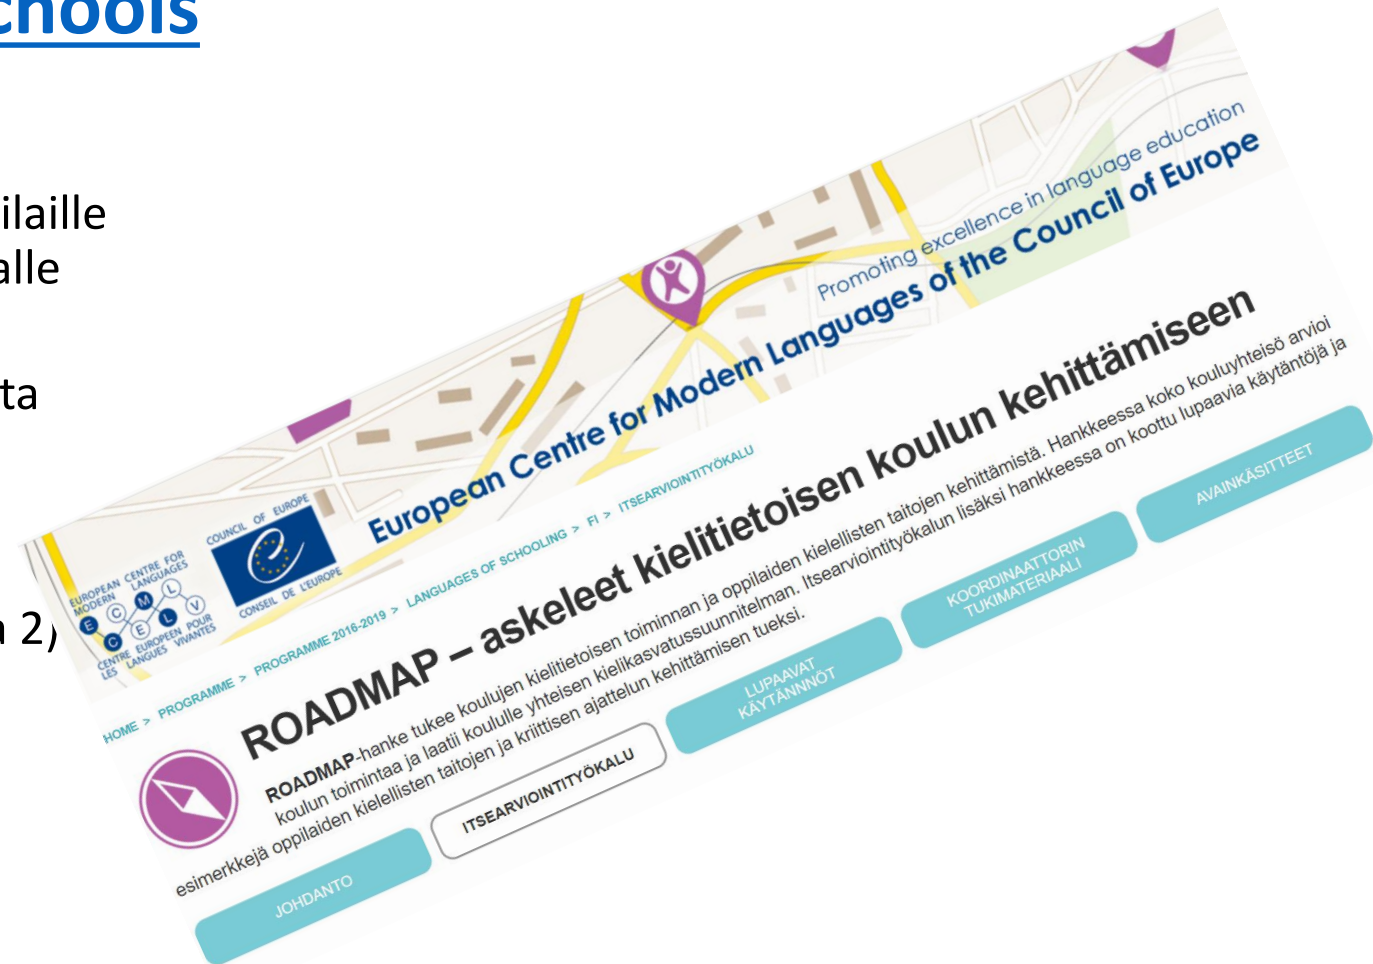 chools
ilaille
alle
ta
2)
Promoting excellence in language education
European Centre for Modern Languages of the Council of Europe
EUROPEAN CENTRE FOR
MODERN LANGUAGES
E C M L
C E L V
CENTRE EUROPEEN POUR
LES LANGUES VIVANTES
COUNCIL OF EUROPE
CONSEIL DE L'EUROPE
HOME > PROGRAMME > PROGRAMME 2016-2019 > LANGUAGES OF SCHOOLING > FI > ITSEARVIOINTITYÖKALU
ROADMAP – askeleet kielitietoisen koulun kehittämiseen
ROADMAP-hanke tukee koulujen kielitietoisen toiminnan ja oppilaiden kielellisten taitojen kehittämistä. Hankkeessa koko kouluyhteisö arvioi
koulun toimintaa ja laatii koululle yhteisen kielikasvatussuunnitelman. Itsearviointityökalun lisäksi hankkeessa on koottu lupaavia käytäntöjä ja
esimerkkejä oppilaiden kielellisten taitojen ja kriittisen ajattelun kehittämisen tueksi.
JOHDANTO
ITSEARVIOINTITYÖKALU
LUPAAVAT
KÄYTÄNNNÖT
KOORDINAATTORIN
TUKIMATERIAALI
AVAINKÄSITTEET